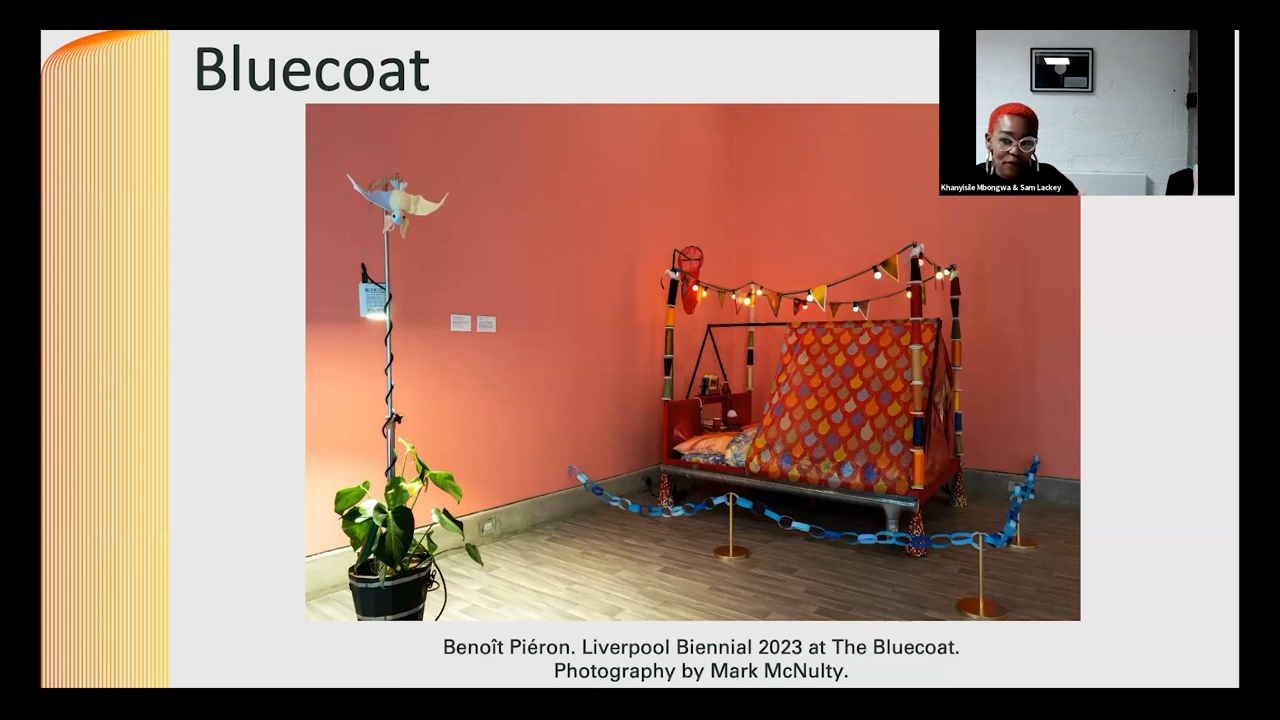 Bluecoat
Khanyisile Mbongwa & Sam Lackey
Benoît Piéron. Liverpool Biennial 2023 at The Bluecoat.
Photography by Mark McNulty.